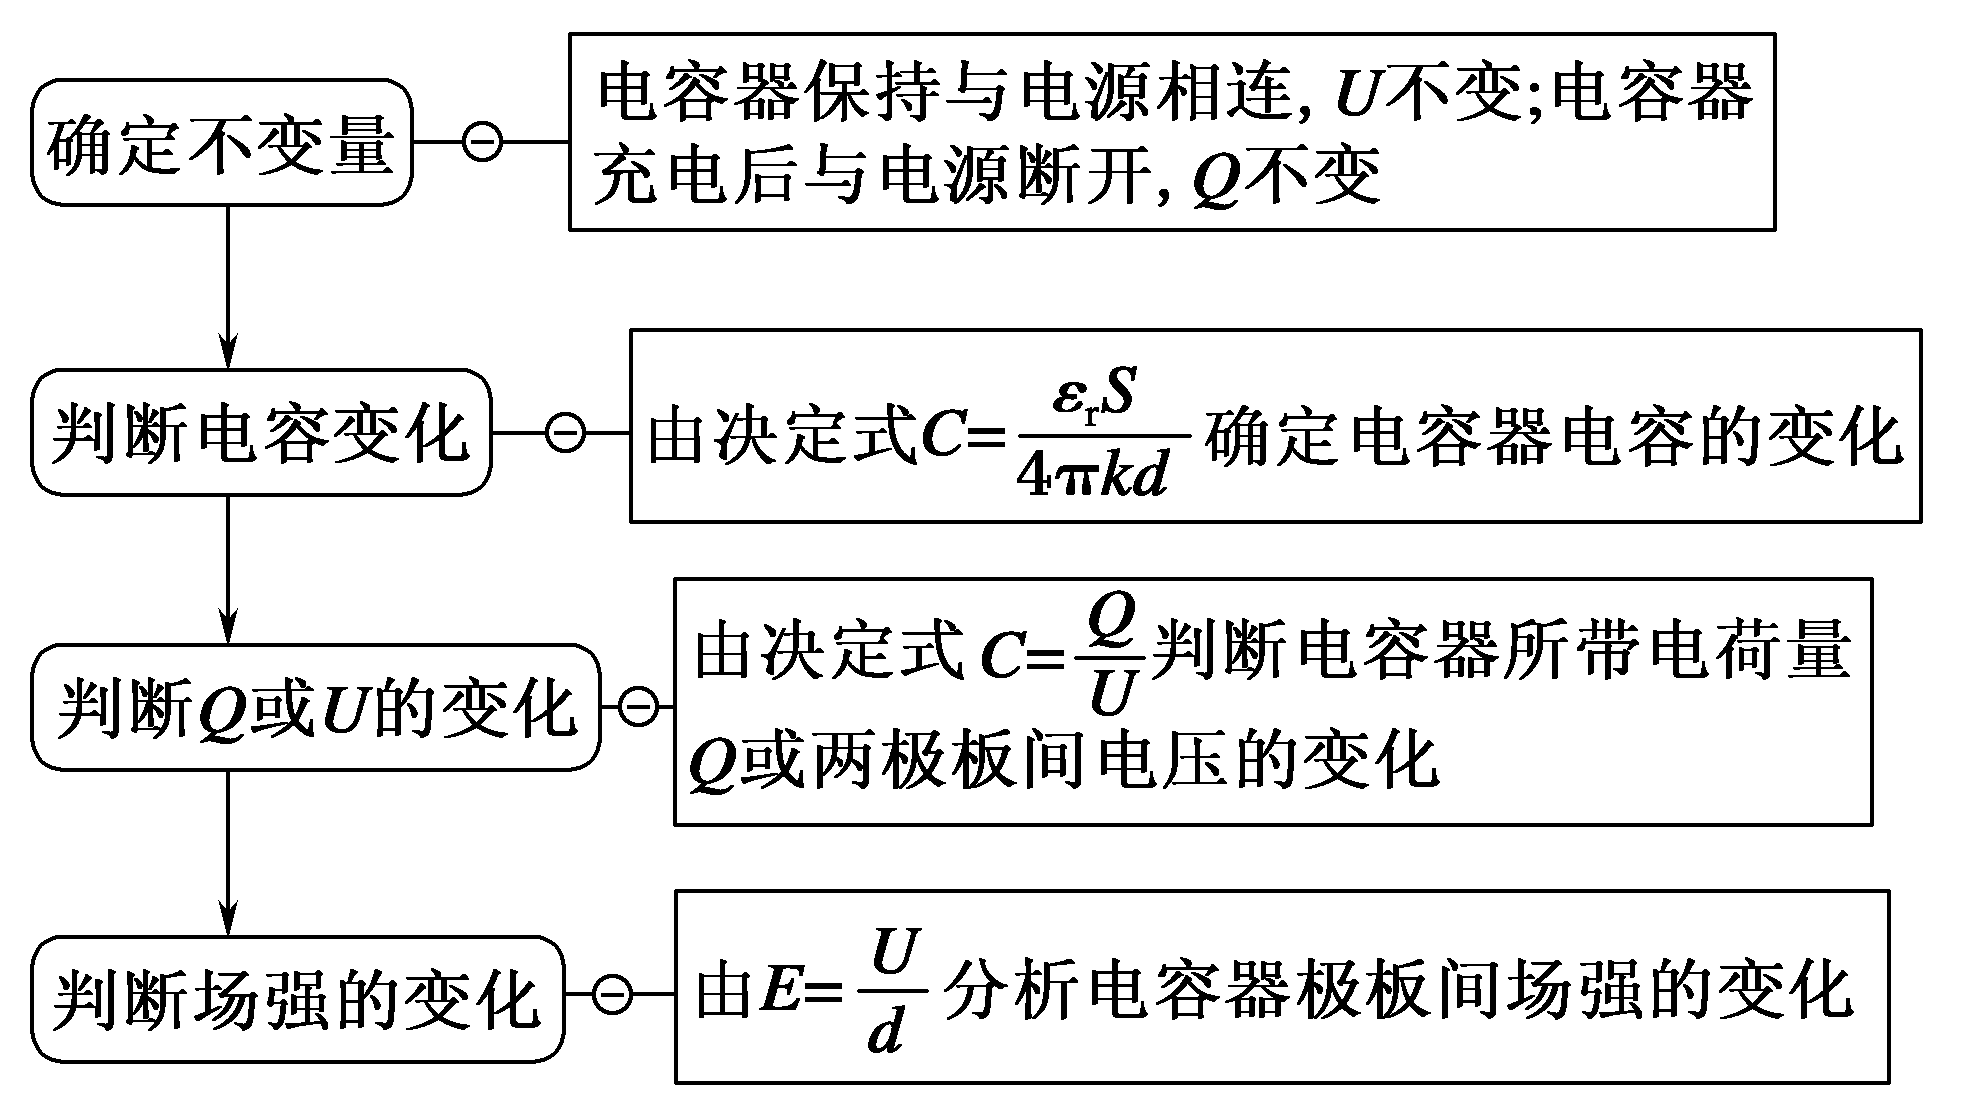 确定不变量
电容器保持与电源相连,U不变;电容器
充电后与电源断开,Q不变
判断电容变化
由决定式C=εrS/4πkd确定电容器电容的变化
判断Q或U的变化
由决定式C=Q/U判断电容器所带电荷量
Q或两极板间电压的变化
判断场强的变化
由E=U/d分析电容器极板间场强的变化